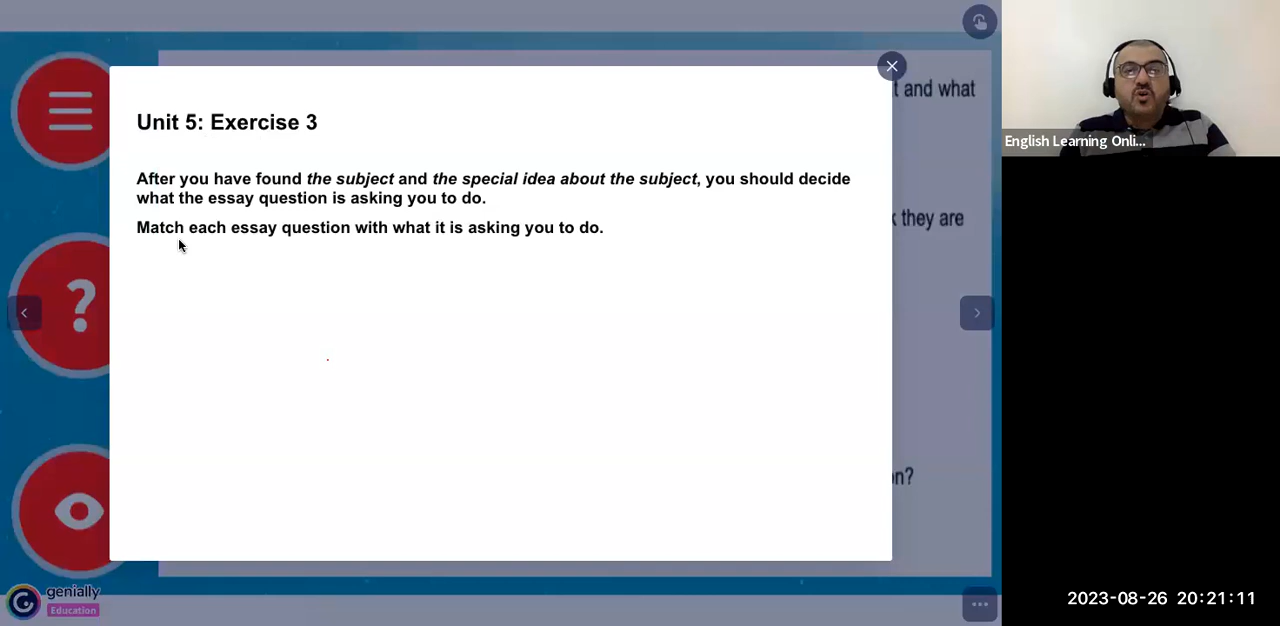 t and what
English Learning Onli...
Unit 5: Exercise 3
After you have found the subject and the special idea about the subject, you should decide
what the essay question is asking you to do.
they are
Match each essay question with what it is asking you to do.
?
on?
genially
Education
2023-08-26 20:21:11